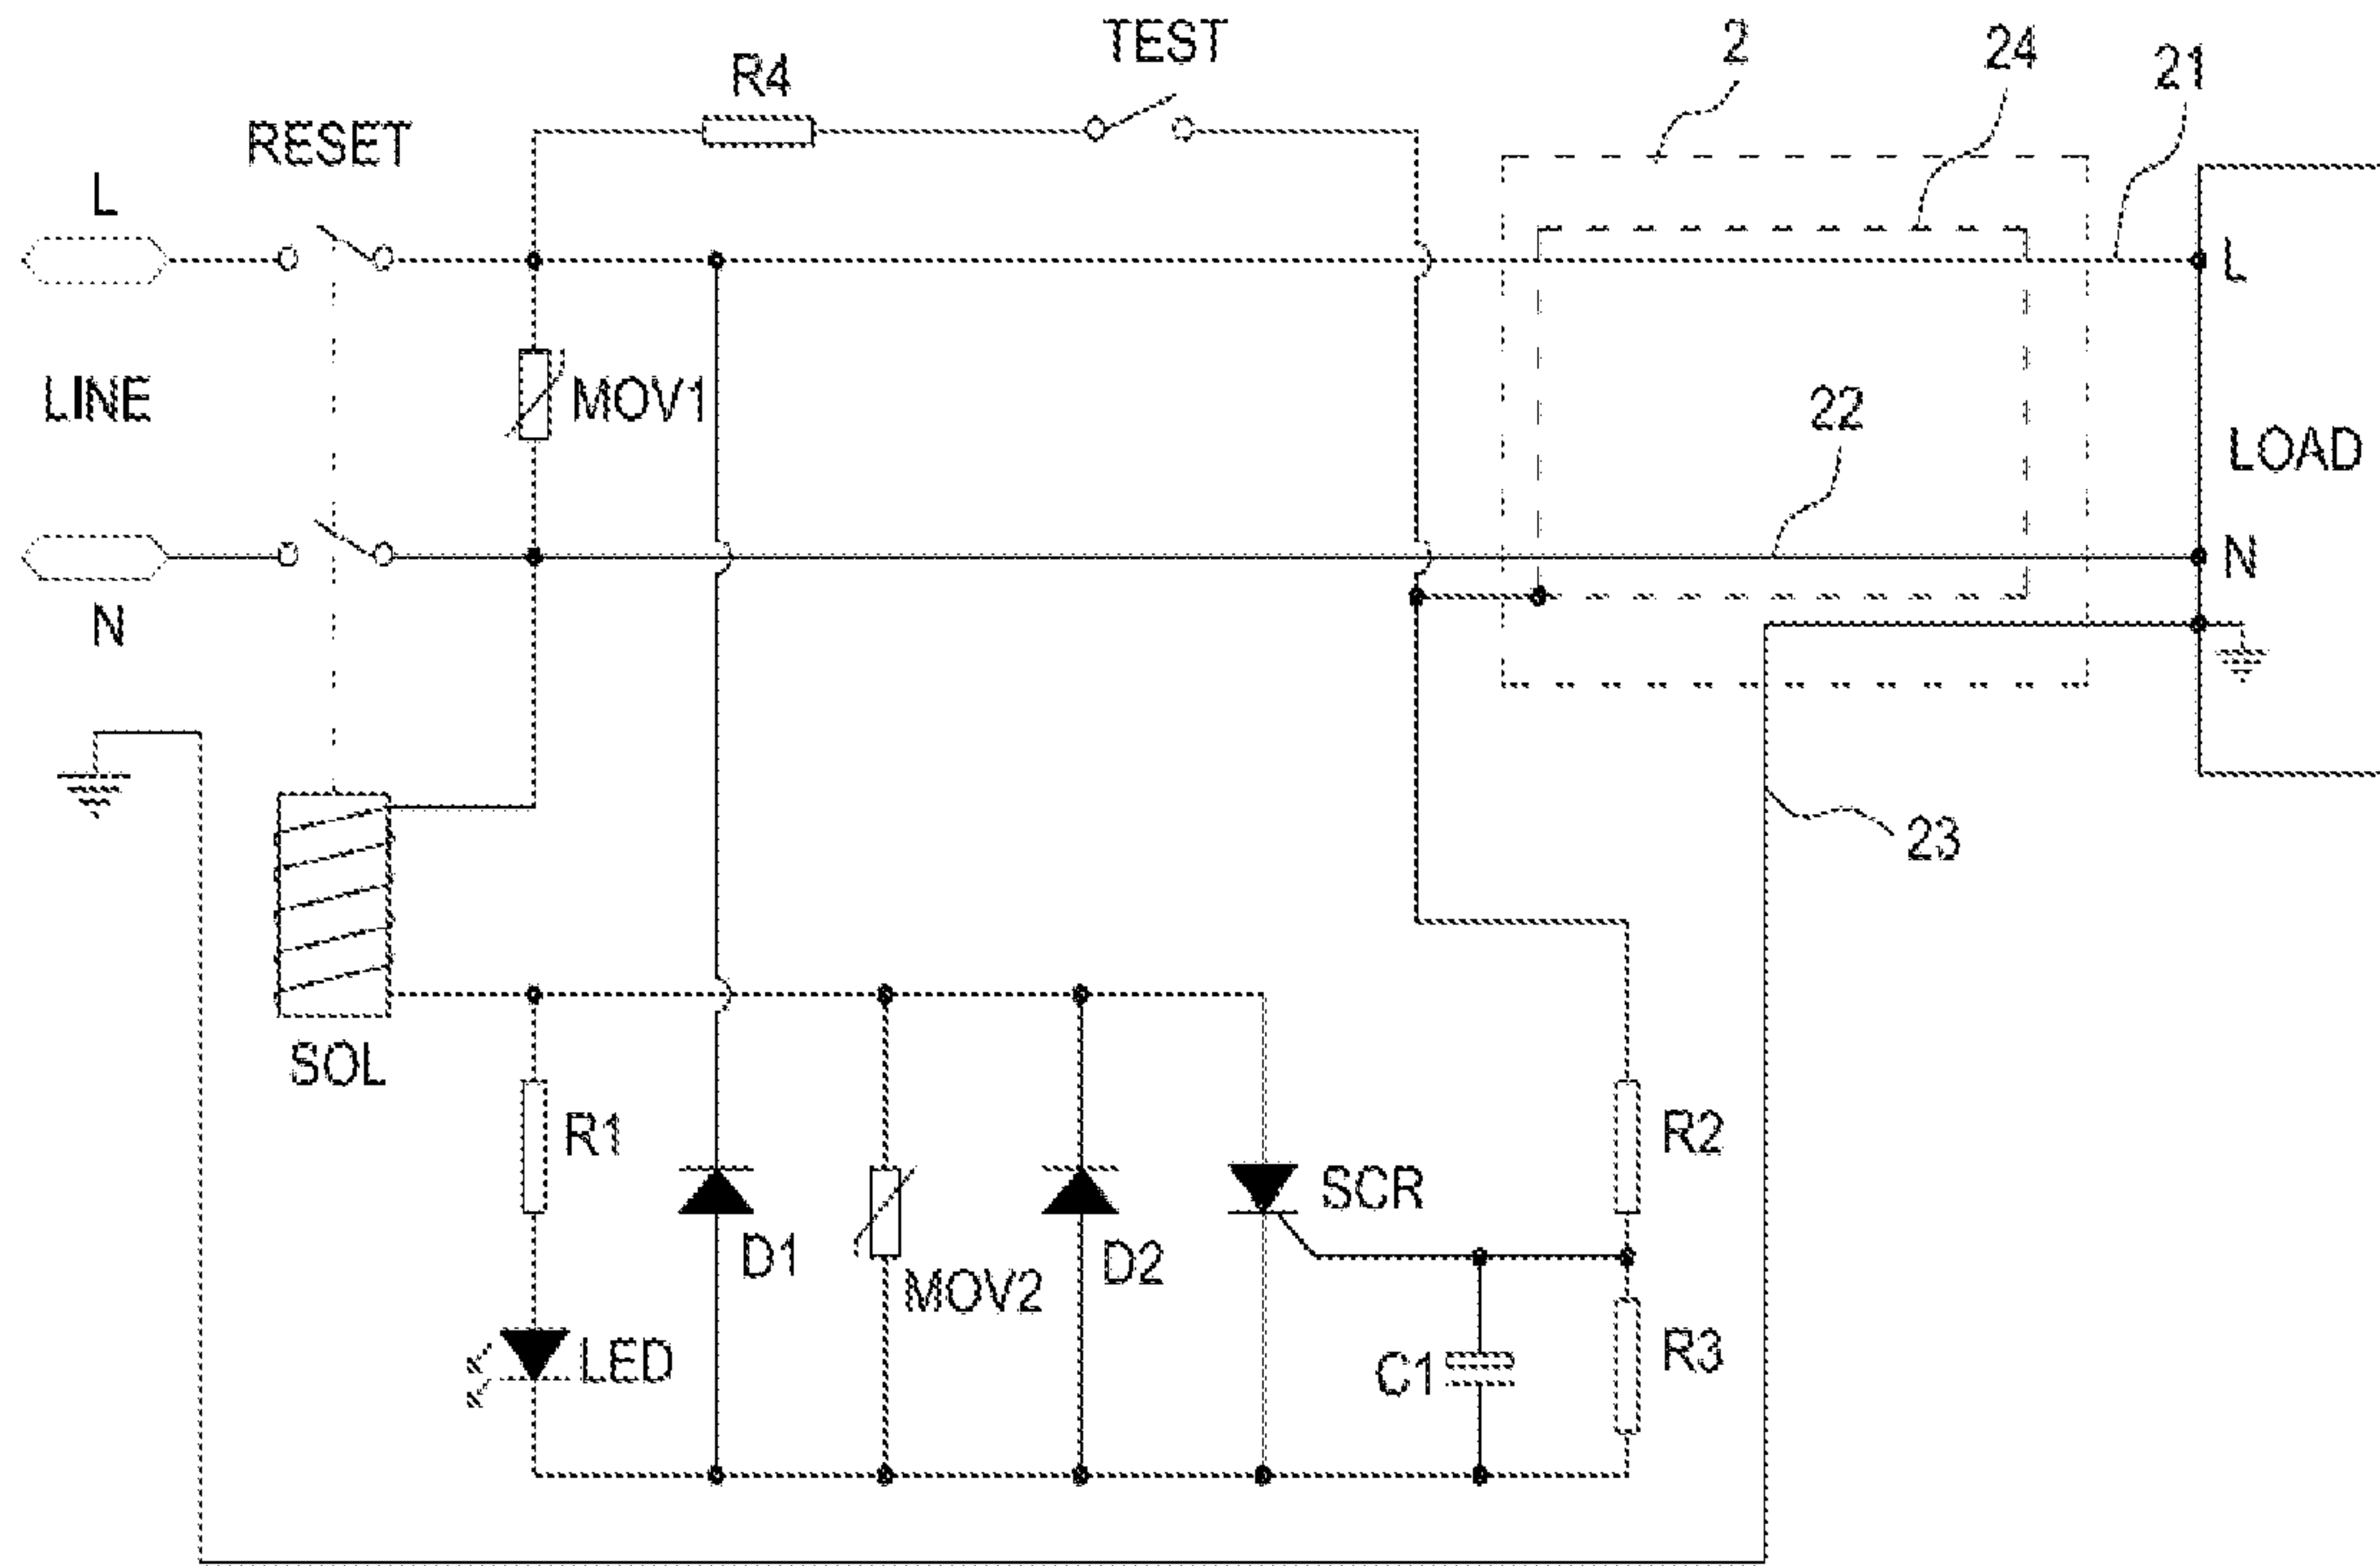 TEST
2
24
21
R4
RESET
L
L
LINE
MOV1
22
LOAD
N
N
23
SOL
R1
R2
SCR
D1
D2
MOV2
LED
C1
R3